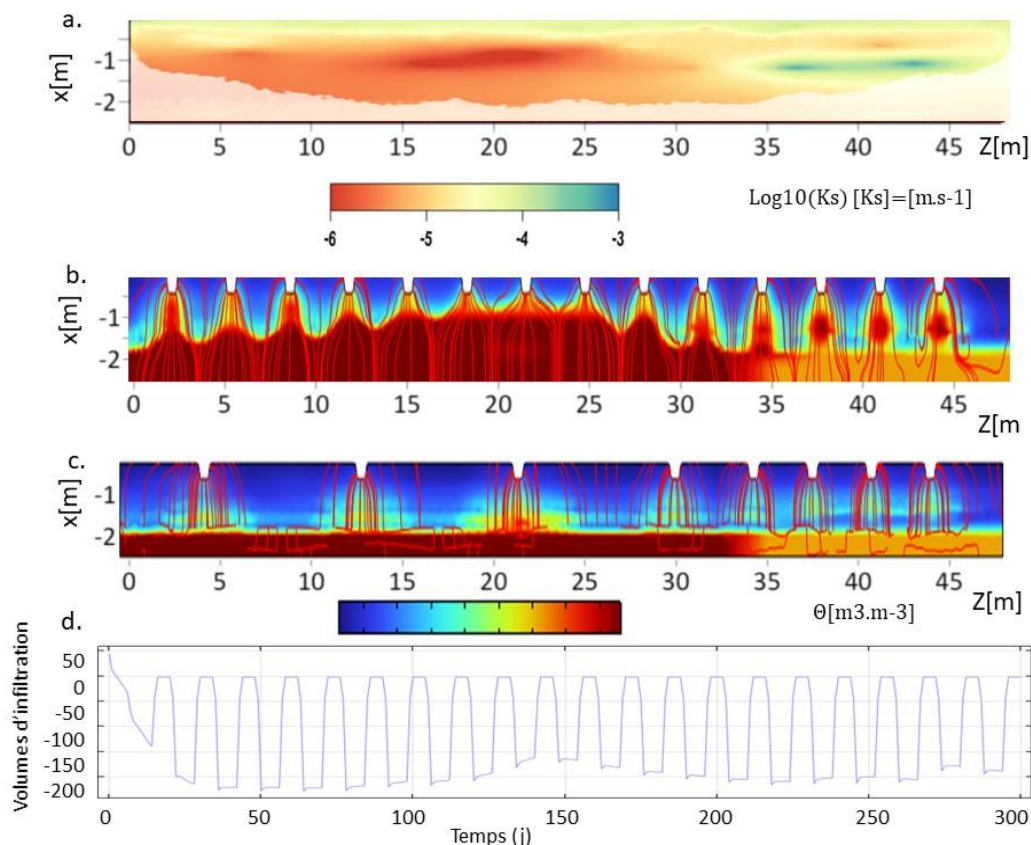 a.
x[m]
-1
-2
0 5 10 15 20 25 30 35 40 45 Z[m]
-6 -5 -4 -3
Log10(Ks) [Ks]=[m.s-1]
b.
x[m]
-1
-2
0 5 10 15 20 25 30 35 40 45
Z[m
c.
x[m]
-1
-2
0 5 10 15 20 25 30 35 40 45 Z[m]
Θ[m3.m-3]
d.
Volumes d'infiltration
50
0
-50
-100
-150
-200
0 50 100 150 200 250 300
Temps (j)